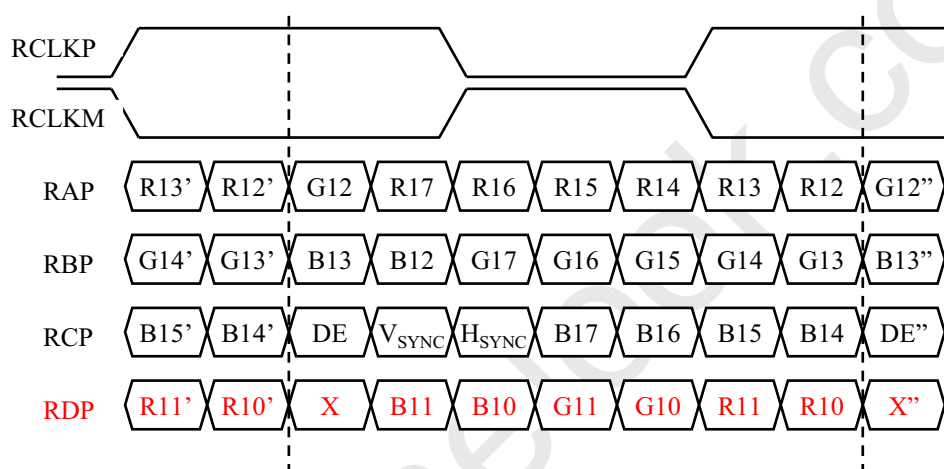 RCLKP
RCLKM
RAP R13’ R12’ G12 R17 R16 R15 R14 R13 R12 G12”
RBP G14’ G13’ B13 B12 G17 G16 G15 G14 G13 B13”
RCP B15’ B14’ DE VSYNC HSYNC B17 B16 B15 B14 DE”
RDP R11’ R10’ X B11 B10 G11 G10 R11 R10 X”